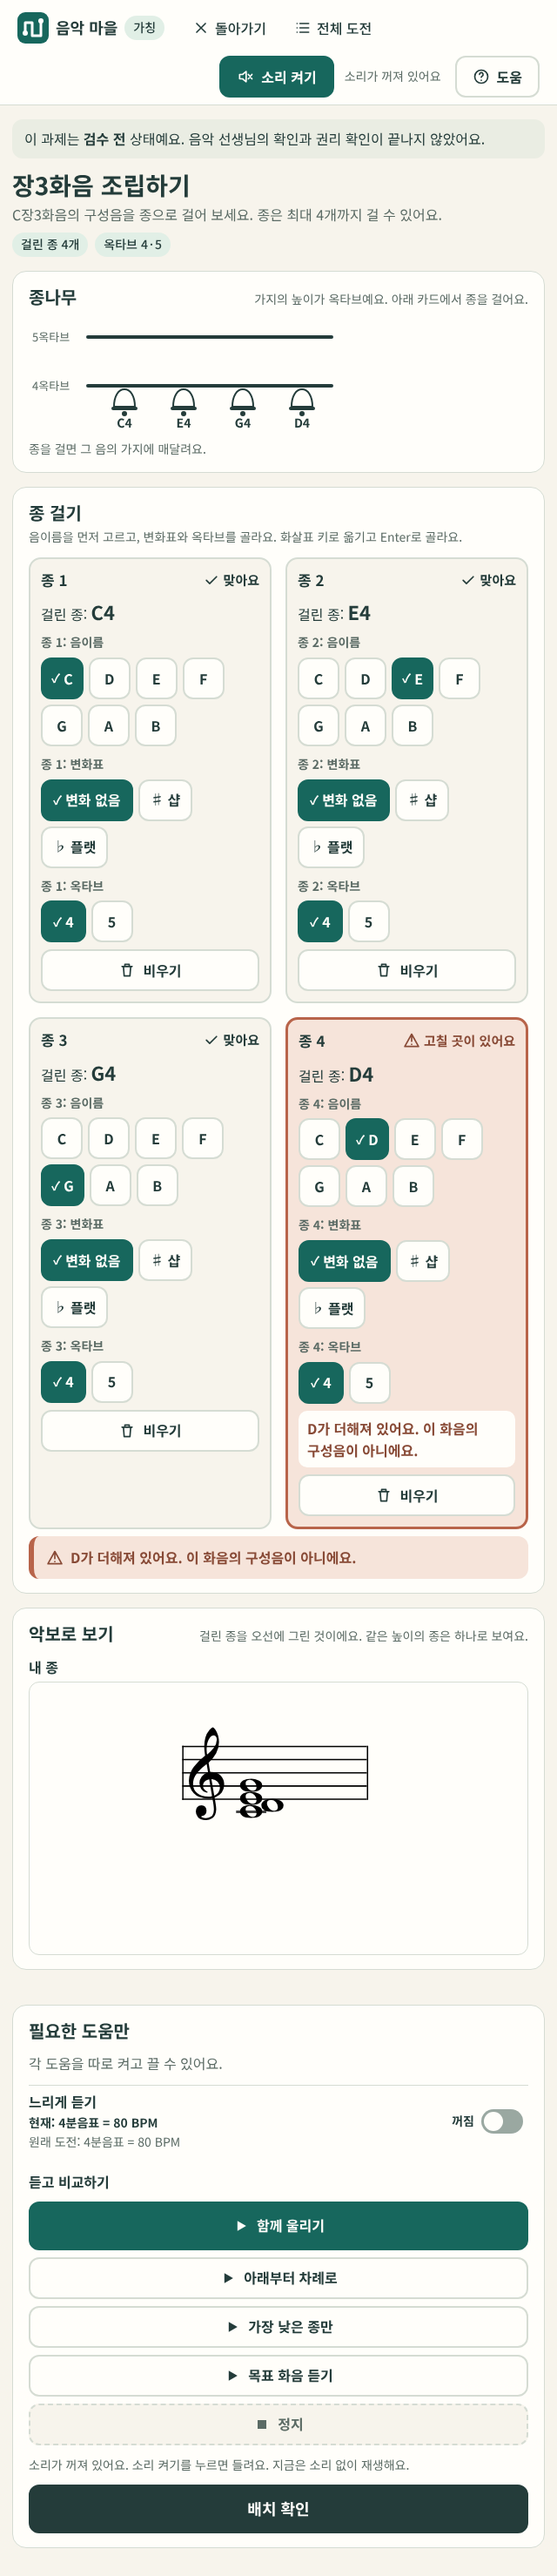 음악 마을 가칭 돌아가기 전체 도전
소리 켜기 소리가 꺼져 있어요 도움
이 과제는 검수 전 상태예요. 음악 선생님의 확인과 권리 확인이 끝나지 않았어요.
장3화음 조립하기
C장3화음의 구성음을 종으로 걸어 보세요. 종은 최대 4개까지 걸 수 있어요.
걸린 종 4개 옥타브 4·5
종나무 가지의 높이가 옥타브예요. 아래 카드에서 종을 걸어요.
5옥타브
4옥타브
C4 E4 G4 D4
종을 걸면 그 음의 가지에 매달려요.
종 걸기
음이름을 먼저 고르고, 변화표와 옥타브를 골라요. 화살표 키로 옮기고 Enter로 골라요.
종 1 맞아요
걸린 종: C4
종 1: 음이름
✓ C D E F
G A B
종 1: 변화표
✓ 변화 없음 ♯ 샵
♭ 플랫
종 1: 옥타브
✓ 4 5
비우기
종 2 맞아요
걸린 종: E4
종 2: 음이름
C D ✓ E F
G A B
종 2: 변화표
✓ 변화 없음 ♯ 샵
♭ 플랫
종 2: 옥타브
✓ 4 5
비우기
종 3 맞아요
걸린 종: G4
종 3: 음이름
C D E F
✓ G A B
종 3: 변화표
✓ 변화 없음 ♯ 샵
♭ 플랫
종 3: 옥타브
✓ 4 5
비우기
종 4 고칠 곳이 있어요
걸린 종: D4
종 4: 음이름
C ✓ D E F
G A B
종 4: 변화표
✓ 변화 없음 ♯ 샵
♭ 플랫
종 4: 옥타브
✓ 4 5
D가 더해져 있어요. 이 화음의
구성음이 아니에요.
비우기
D가 더해져 있어요. 이 화음의 구성음이 아니에요.
악보로 보기 걸린 종을 오선에 그린 것이에요. 같은 높이의 종은 하나로 보여요.
내 종
필요한 도움만
각 도움을 따로 켜고 끌 수 있어요.
느리게 듣기
현재: 4분음표 = 80 BPM 꺼짐
원래 도전: 4분음표 = 80 BPM
듣고 비교하기
함께 울리기
아래부터 차례로
가장 낮은 종만
목표 화음 듣기
정지
소리가 꺼져 있어요. 소리 켜기를 누르면 들려요. 지금은 소리 없이 재생해요.
배치 확인